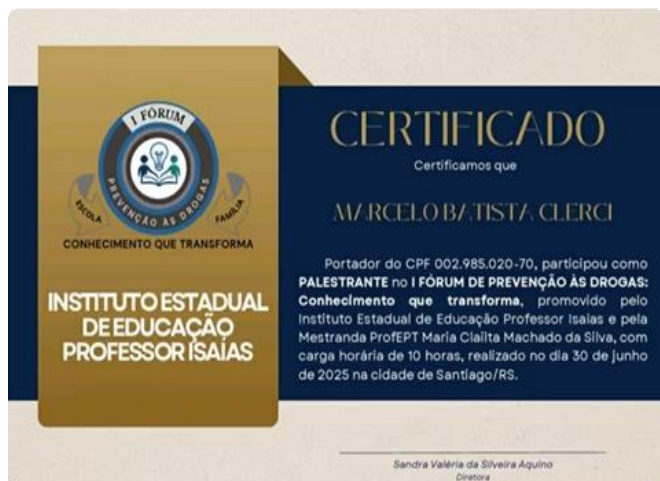 I FÓRUM
PREVENÇÃO ÀS DROGAS
ESCOLA
FAMÍLIA
CONHECIMENTO QUE TRANSFORMA
INSTITUTO ESTADUAL
DE EDUCAÇÃO
PROFESSOR ISAÍAS
CERTIFICADO
Certificamos que
MARCELO BATISTA CLERCI
Portador do CPF 002.985.020-70, participou como
PALESTRANTE no I FÓRUM DE PREVENÇÃO ÀS DROGAS:
Conhecimento que transforma, promovido pelo
Instituto Estadual de Educação Professor Isaías e pela
Mestranda ProfEPT Maria Clailta Machado da Silva, com
carga horária de 10 horas, realizado no dia 30 de junho
de 2025 na cidade de Santiago/RS.
Sandra Valéria da Silveira Aquino
Diretora